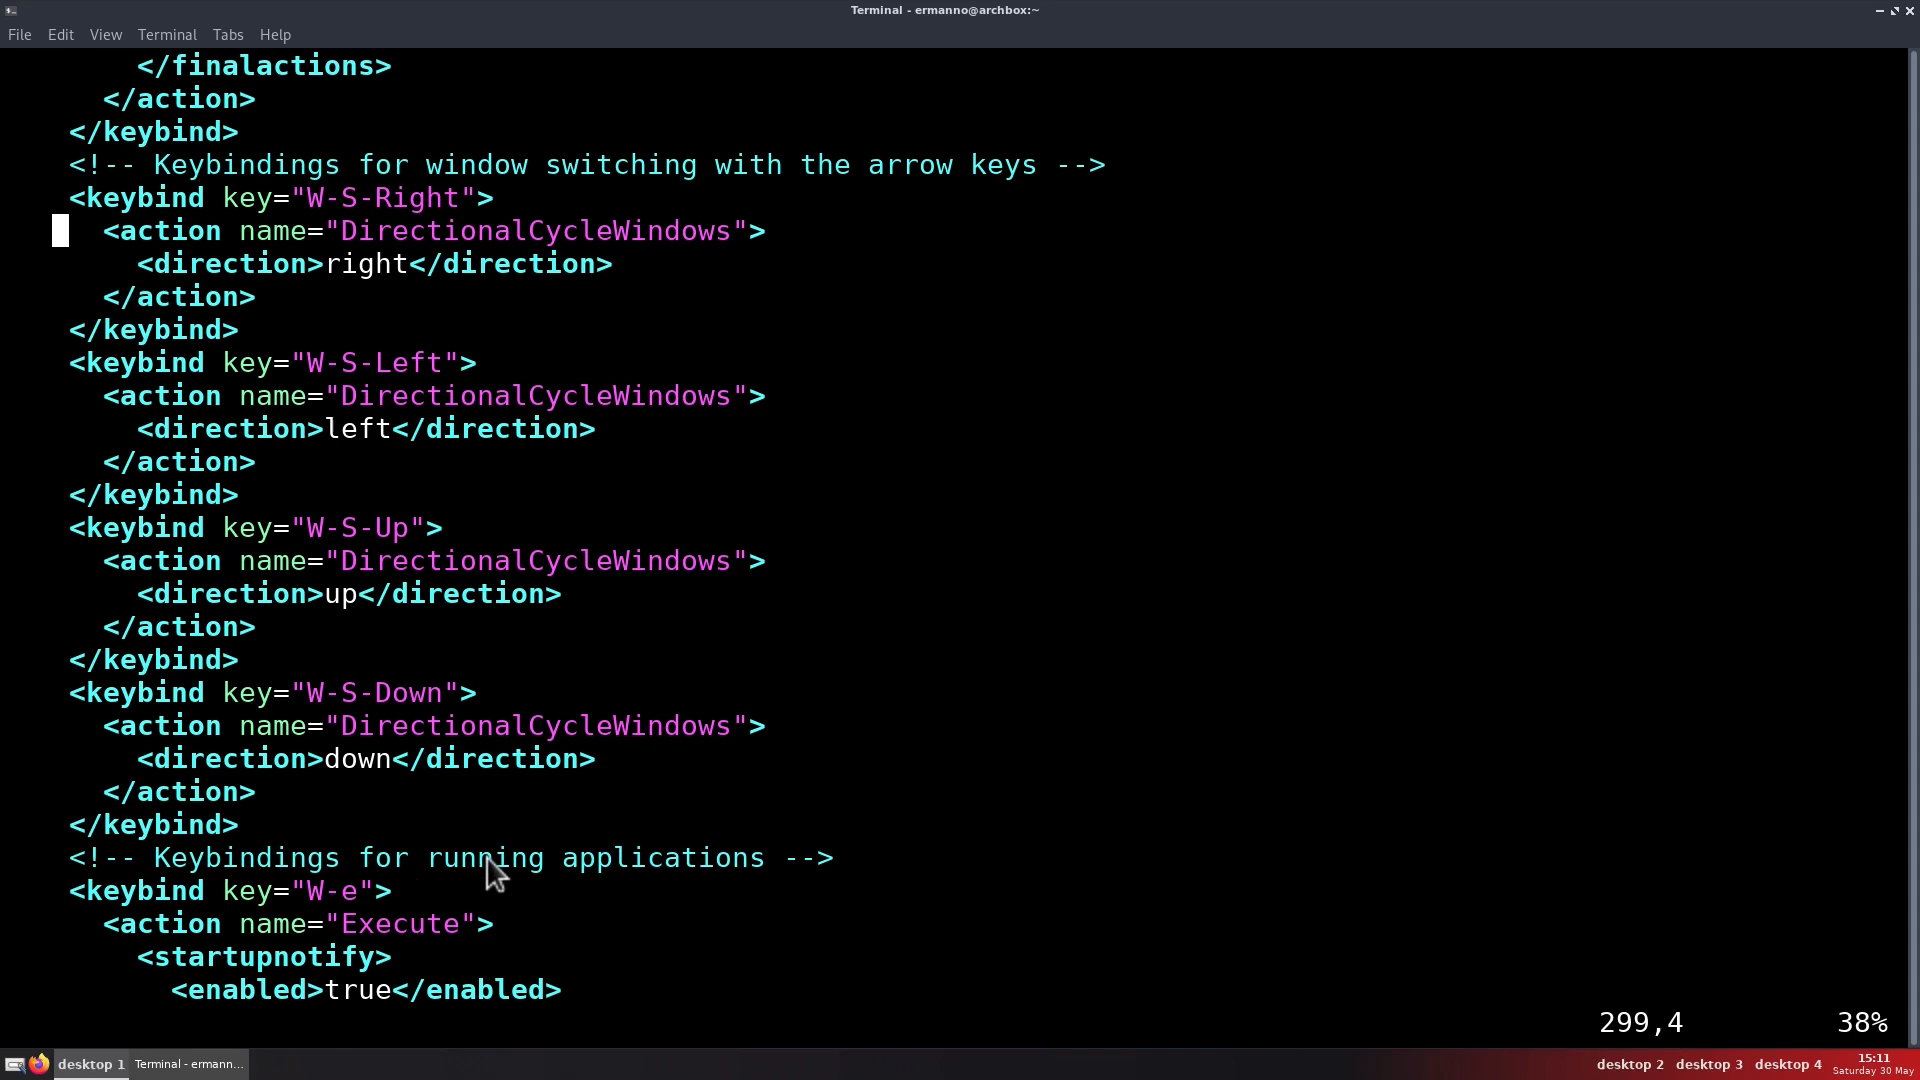 Terminal - ermanno@archbox:~
File Edit View Terminal Tabs Help
</finalactions>
</action>
</keybind>
<!-- Keybindings for window switching with the arrow keys -->
<keybind key="W-S-Right">
<action name="DirectionalCycleWindows">
<direction>right</direction>
</action>
</keybind>
<keybind key="W-S-Left">
<action name="DirectionalCycleWindows">
<direction>left</direction>
</action>
</keybind>
<keybind key="W-S-Up">
<action name="DirectionalCycleWindows">
<direction>up</direction>
</action>
</keybind>
<keybind key="W-S-Down">
<action name="DirectionalCycleWindows">
<direction>down</direction>
</action>
</keybind>
<!-- Keybindings for running applications -->
<keybind key="W-e">
<action name="Execute">
<startupnotify>
<enabled>true</enabled>
299,4 38%
desktop 1 Terminal - ermann... desktop 2 desktop 3 desktop 4 15:11
Saturday 30 May